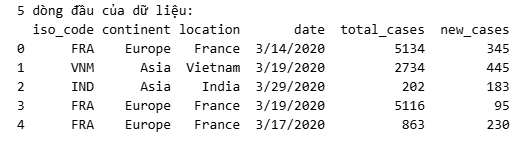 5 dòng đầu của dữ liệu:
iso_code continent location date total_cases new_cases
0 FRA Europe France 3/14/2020 5134 345
1 VNM Asia Vietnam 3/19/2020 2734 445
2 IND Asia India 3/29/2020 202 183
3 FRA Europe France 3/19/2020 5116 95
4 FRA Europe France 3/17/2020 863 230